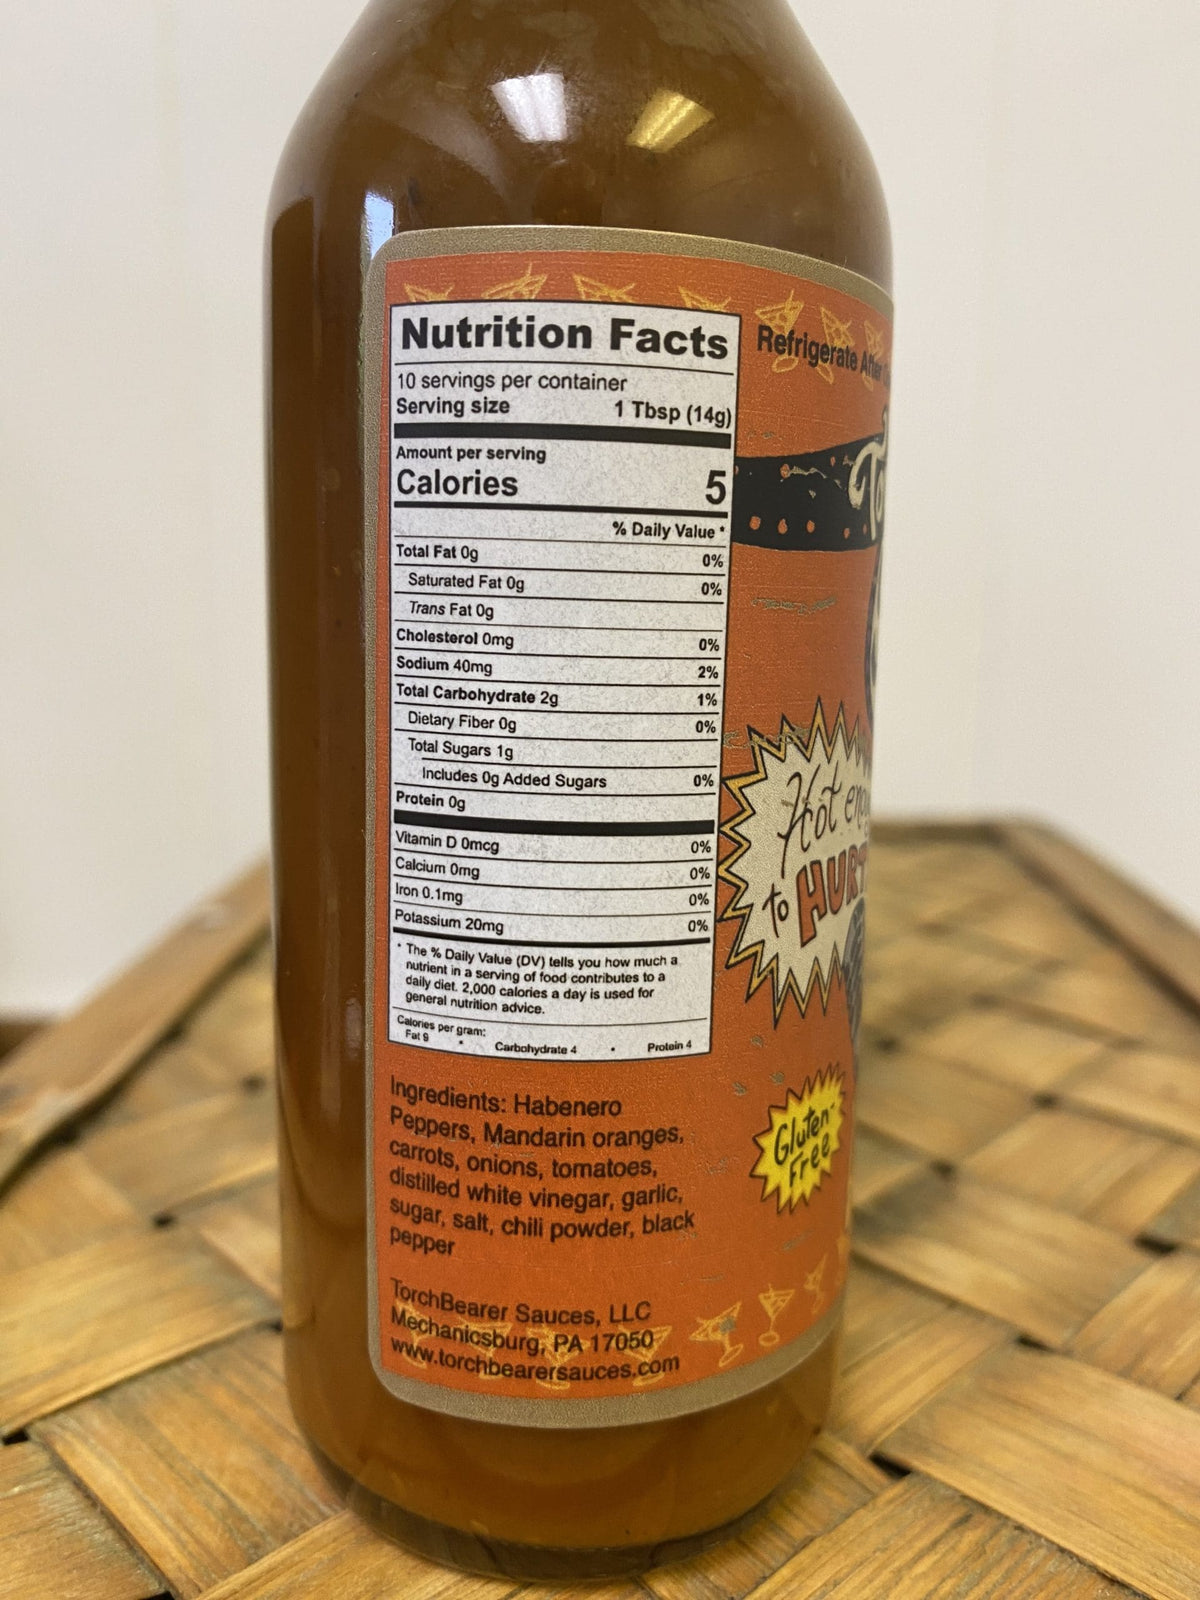 Nutrition Facts
10 servings per container
Serving size 1 Tbsp (14g)
Amount per serving
Calories 5
% Daily Value *
Total Fat 0g 0%
Saturated Fat 0g 0%
Trans Fat 0g
Cholesterol 0mg 0%
Sodium 40mg 2%
Total Carbohydrate 2g 1%
Dietary Fiber 0g 0%
Total Sugars 1g
Includes 0g Added Sugars 0%
Protein 0g
Vitamin D 0mcg 0%
Calcium 0mg 0%
Iron 0.1mg 0%
Potassium 20mg 0%
* The % Daily Value (DV) tells you how much a
nutrient in a serving of food contributes to a
daily diet. 2,000 calories a day is used for
general nutrition advice.
Calories per gram:
Fat 9 • Carbohydrate 4 • Protein 4
Ingredients: Habenero
Peppers, Mandarin oranges,
carrots, onions, tomatoes,
distilled white vinegar, garlic,
sugar, salt, chili powder, black
pepper
TorchBearer Sauces, LLC
Mechanicsburg, PA 17050
www.torchbearersauces.com
Refrigerate After
Hot
to HURT
Gluten-
Free